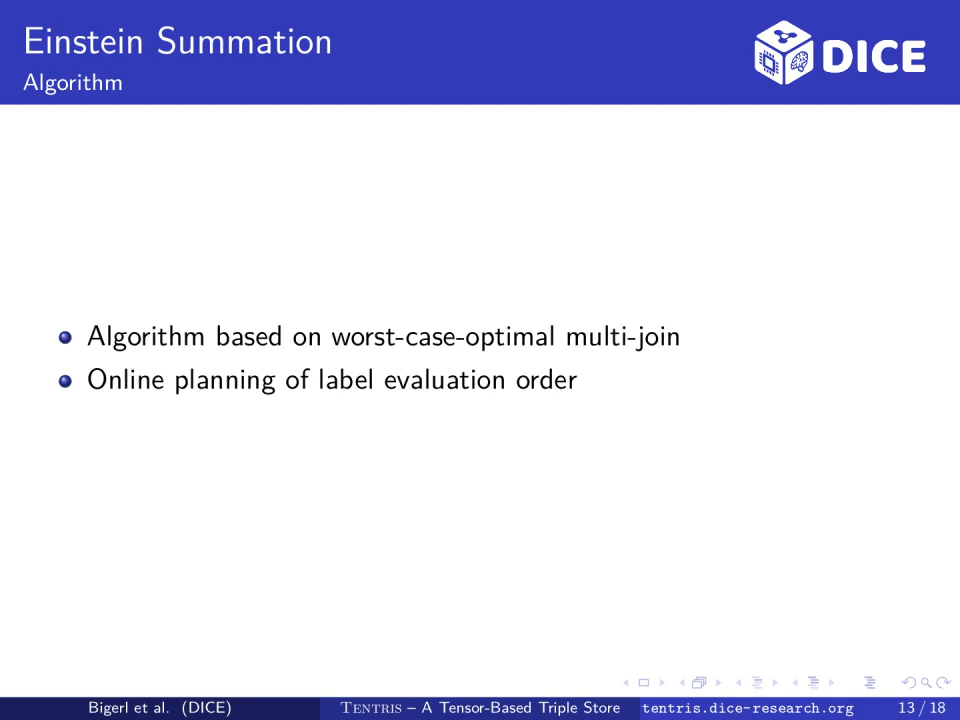 Einstein Summation
Algorithm
DICE
Algorithm based on worst-case-optimal multi-join
Online planning of label evaluation order
Bigerl et al. (DICE)
Tentris – A Tensor-Based Triple Store
tentris.dice-research.org
13 / 18